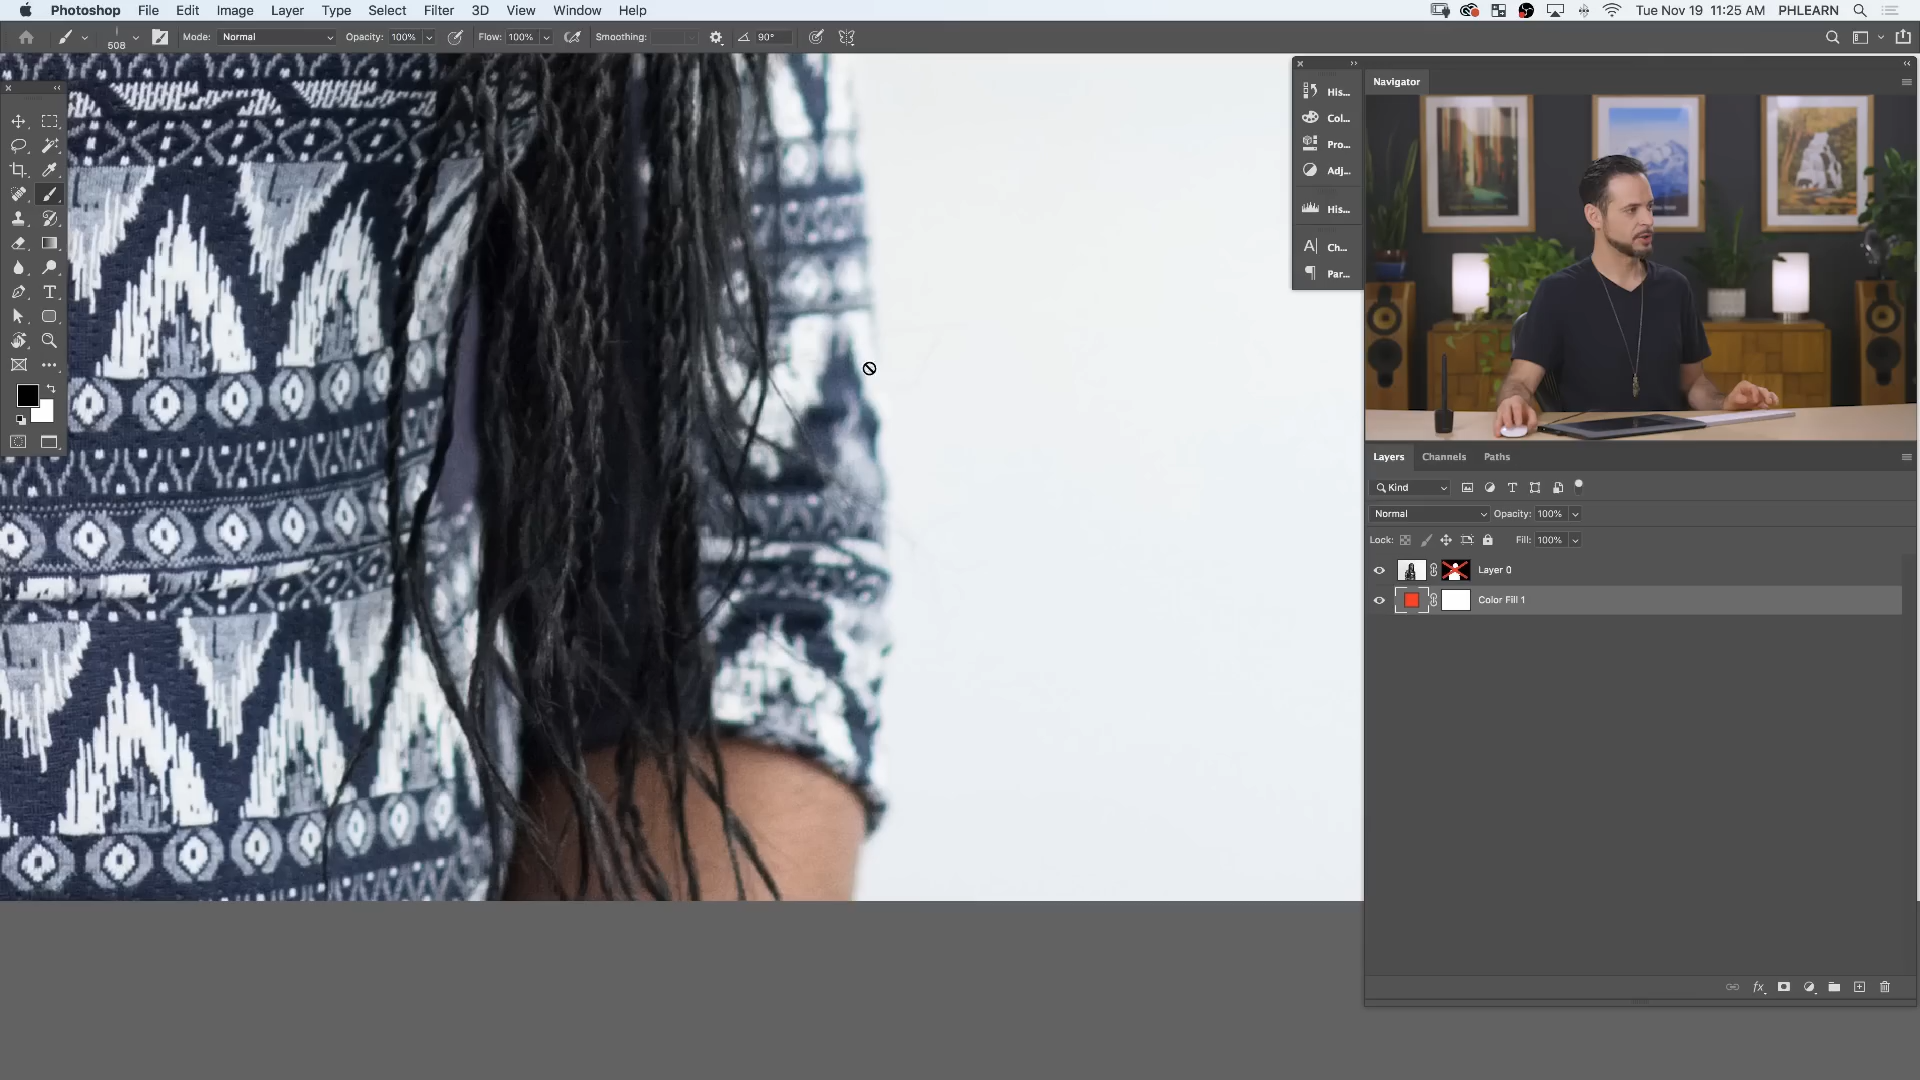 Photoshop File Edit Image Layer Type Select Filter 3D View Window Help Tue Nov 19 11:25 AM PHLEARN
508 Mode: Normal Opacity: 100% Flow: 100% Smoothing: 90°
Navigator
His...
Col...
Pro...
Adj...
His...
Ch...
Par...
Layers Channels Paths
Kind
Normal Opacity: 100%
Lock: Fill: 100%
Layer 0
Color Fill 1
fx